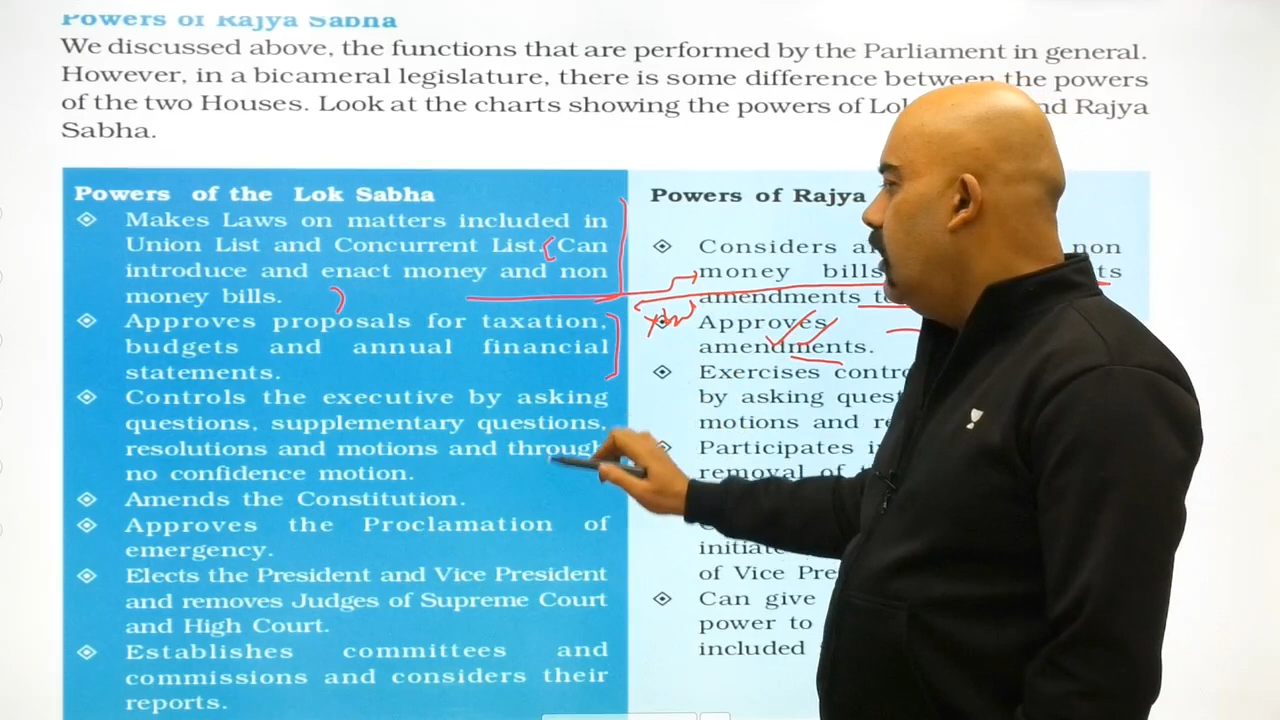 Powers of Rajya Sabha
We discussed above, the functions that are performed by the Parliament in general.
However, in a bicameral legislature, there is some difference between the powers
of the two Houses. Look at the charts showing the powers of Lok and Rajya
Sabha.
Powers of the Lok Sabha
Makes Laws on matters included in
Union List and Concurrent List. Can
introduce and enact money and non
money bills.
Approves proposals for taxation,
budgets and annual financial
statements.
Controls the executive by asking
questions, supplementary questions,
resolutions and motions and through
no confidence motion.
Amends the Constitution.
Approves the Proclamation of
emergency.
Elects the President and Vice President
and removes Judges of Supreme Court
and High Court.
Establishes committees and
commissions and considers their
reports.
Powers of Rajya
Considers non
money bills
amendments
Approves
amendments.
Exercises
by asking
motions and
Participates
removal of
of Vice
Can give
power to
included